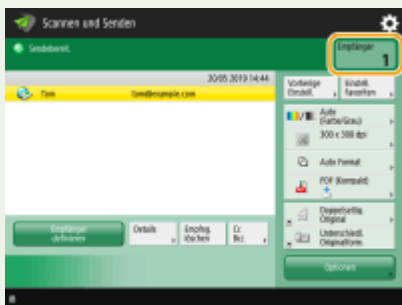 Scannen und Senden
Sendebereit.
Empfänger
1
30/05 2019 14:44
Tom
tom@example.com
Vorherige
Einstell.
Einstell.
Favoriten
Auto
(Farbe/Grau)
300 x 300 dpi
Auto Format
PDF (Kompakt)
Doppelseitig.
Original
Unterschiedl.
Originalform.
Empfänger
definieren
Details
Empfng.
löschen
Cc
Bcc
Optionen